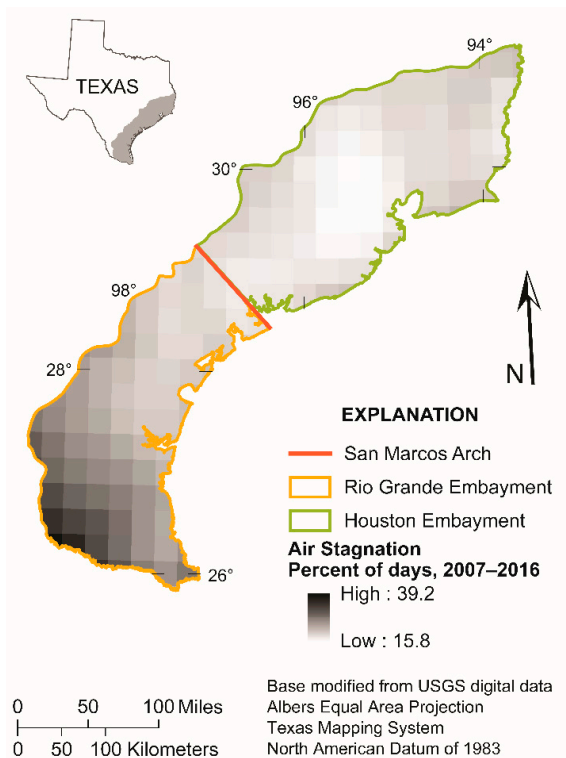 TEXAS
94°
96°
30°
98°
28°
26°
N
EXPLANATION
San Marcos Arch
Rio Grande Embayment
Houston Embayment
Air Stagnation
Percent of days, 2007–2016
High : 39.2
Low : 15.8
0 50 100 Miles
0 50 100 Kilometers
Base modified from USGS digital data
Albers Equal Area Projection
Texas Mapping System
North American Datum of 1983